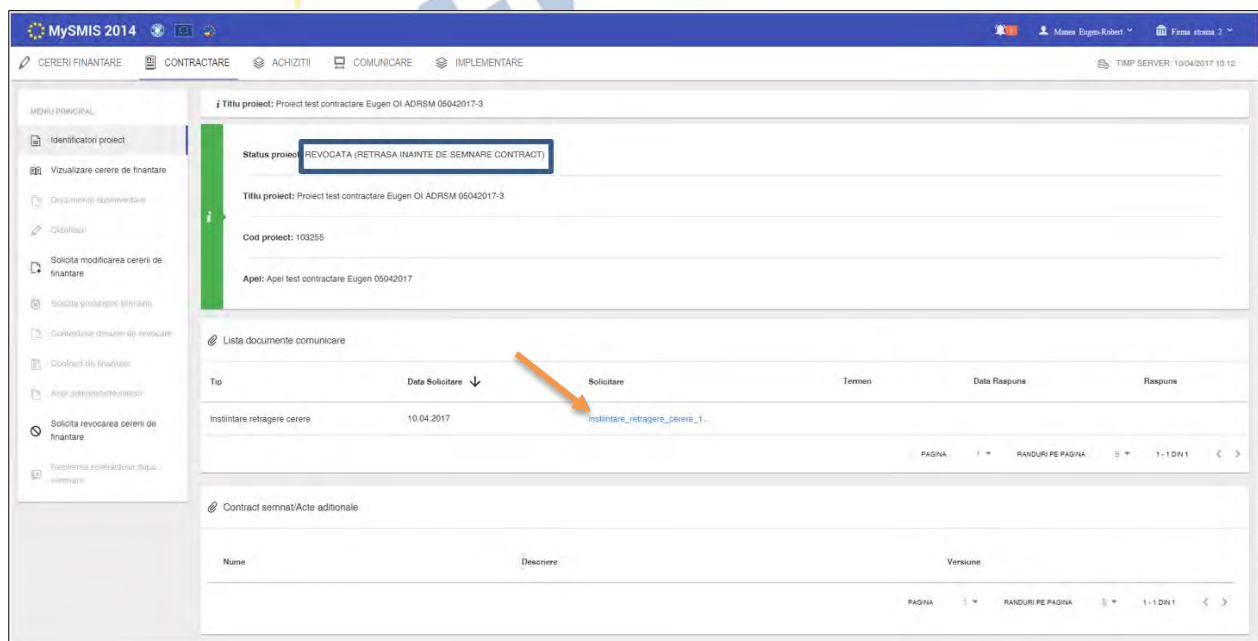 MySMIS 2014
Manea Eugen-Robert
Firma strana 2
CERERI FINANTARE CONTRACTARE ACHIZITII COMUNICARE IMPLEMENTARE
TIMP SERVER: 10/04/2017 10:12
MENIU PRINCIPAL
Identificatori proiect
Vizualizare cerere de finantare
Documente suplimentare
Clarificari
Solicita modificarea cererii de
finantare
Solicita prelungire termen
Contestatie decizie de revocare
Contract de finantare
Acte aditionale/
Solicita revocarea cererii de
finantare
contractului dupa
semnare
i Titlu proiect: Proiect test contractare Eugen OI ADRSM 05042017-3
i
Status proiect: REVOCATA (RETRASA INAINTE DE SEMNARE CONTRACT)
Titlu proiect: Proiect test contractare Eugen OI ADRSM 05042017-3
Cod proiect: 103255
Apel: Apel test contractare Eugen 05042017
Lista documente comunicare
Tip Data Solicitare Solicitare Termen Data Raspuns Raspuns
Instiintare retragere cerere 10.04.2017 instiintare_retragere_cerere_1...
PAGINA 1 RANDURI PE PAGINA 5 1 - 1 DIN 1
Contract semnat/Acte aditionale
Nume Descriere Versiune
PAGINA 1 RANDURI PE PAGINA 5 1 - 1 DIN 1